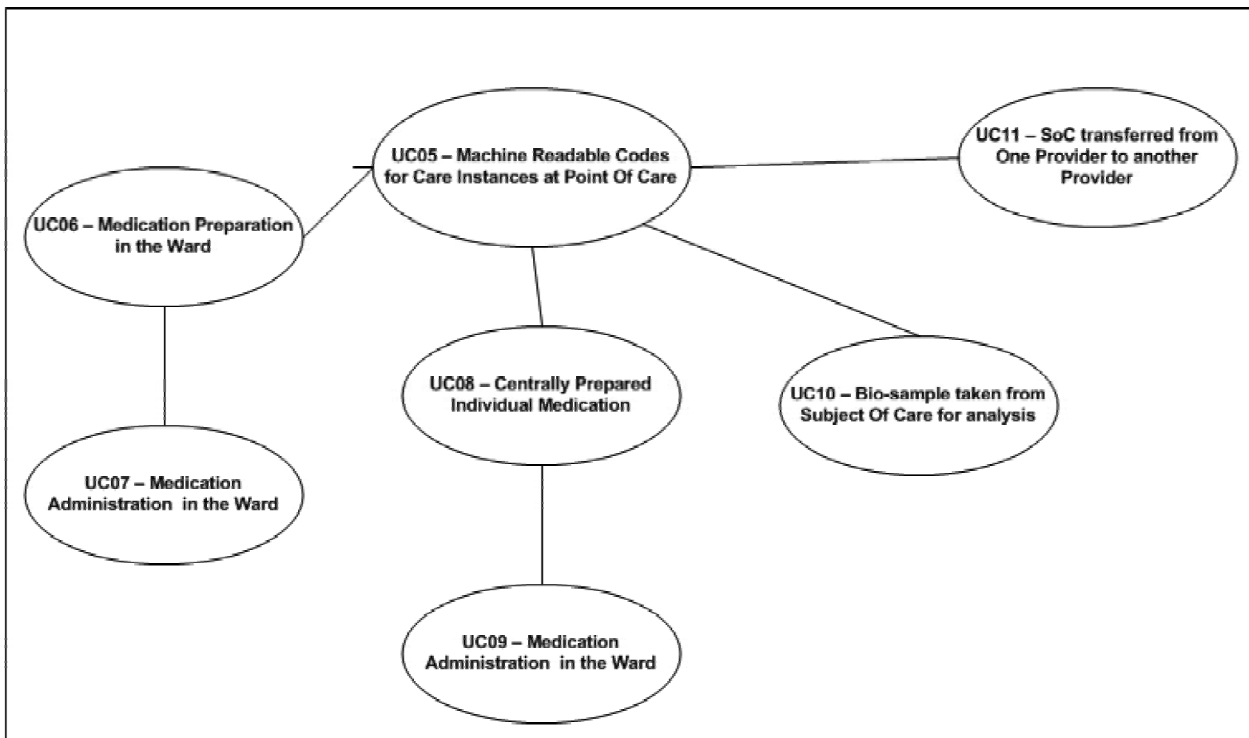 UC05 – Machine Readable Codes
for Care Instances at Point Of Care
UC11 – SoC transferred from
One Provider to another
Provider
UC06 – Medication Preparation
in the Ward
UC08 – Centrally Prepared
Individual Medication
UC10 – Bio-sample taken from
Subject Of Care for analysis
UC07 – Medication
Administration in the Ward
UC09 – Medication
Administration in the Ward